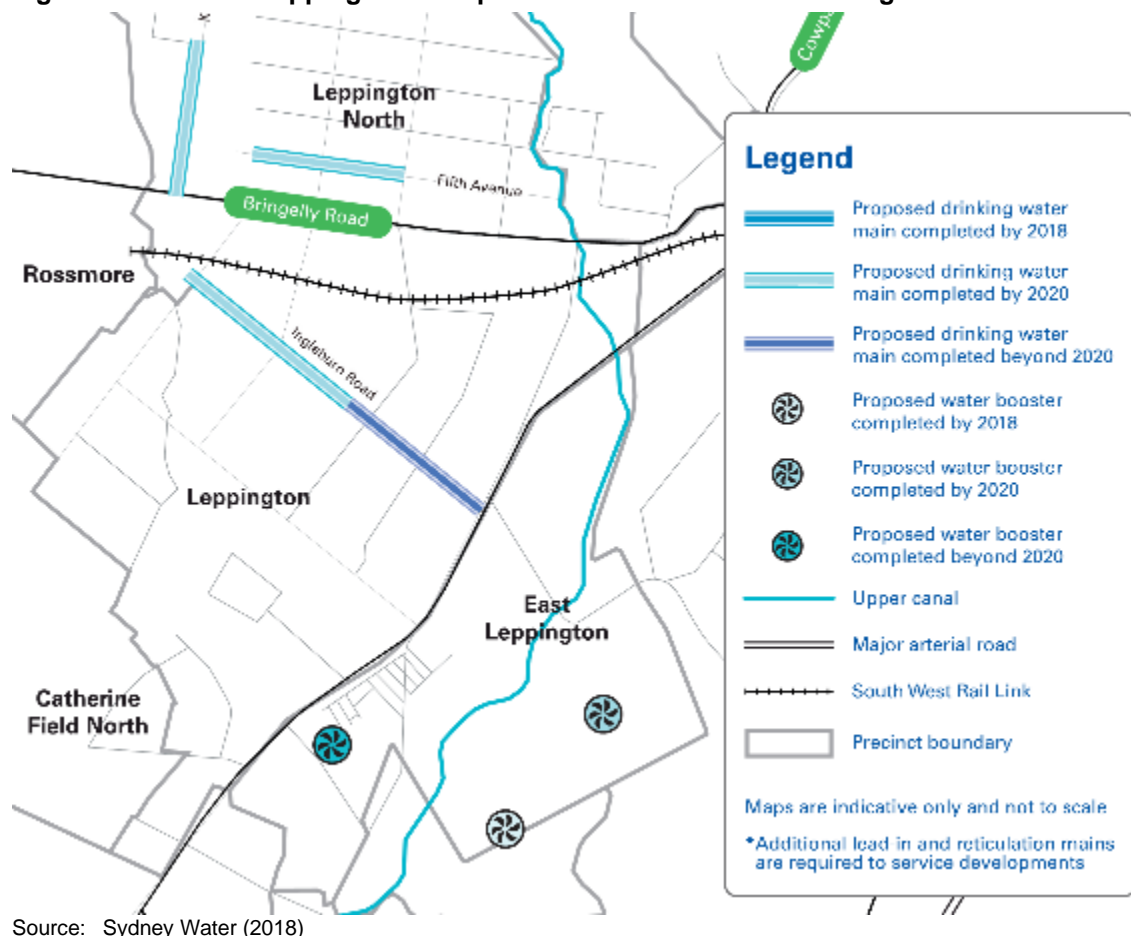 Leppington
North
Cowpa
Fifth Avenue
Bringelly Road
Rossmore
Ingleburn Road
Leppington
East
Leppington
Catherine
Field North
Legend
Proposed drinking water
main completed by 2018
Proposed drinking water
main completed by 2020
Proposed drinking water
main completed beyond 2020
Proposed water booster
completed by 2018
Proposed water booster
completed by 2020
Proposed water booster
completed beyond 2020
Upper canal
Major arterial road
South West Rail Link
Precinct boundary
Maps are indicative only and not to scale
*Additional lead in and reticulation mains
are required to service developments
Source: Sydney Water (2018)